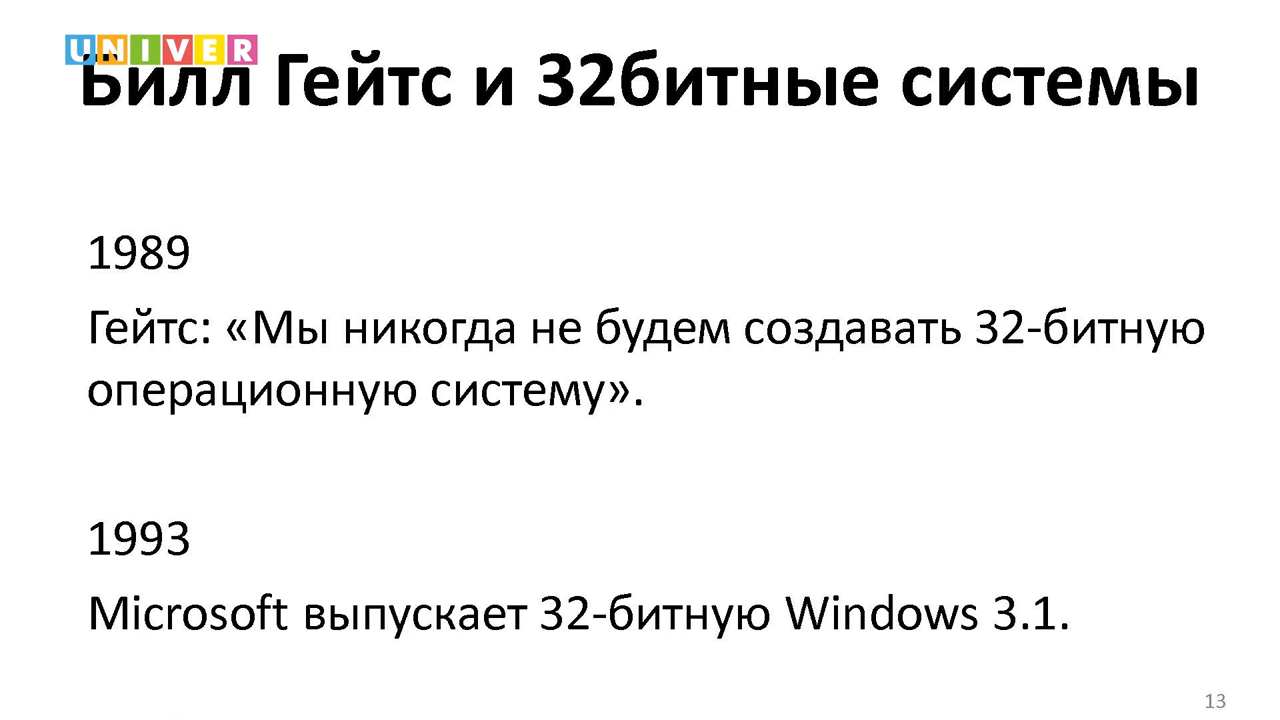 UNIVER
Билл Гейтс и 32битные системы
1989
Гейтс: «Мы никогда не будем создавать 32-битную
операционную систему».
1993
Microsoft выпускает 32-битную Windows 3.1.
13